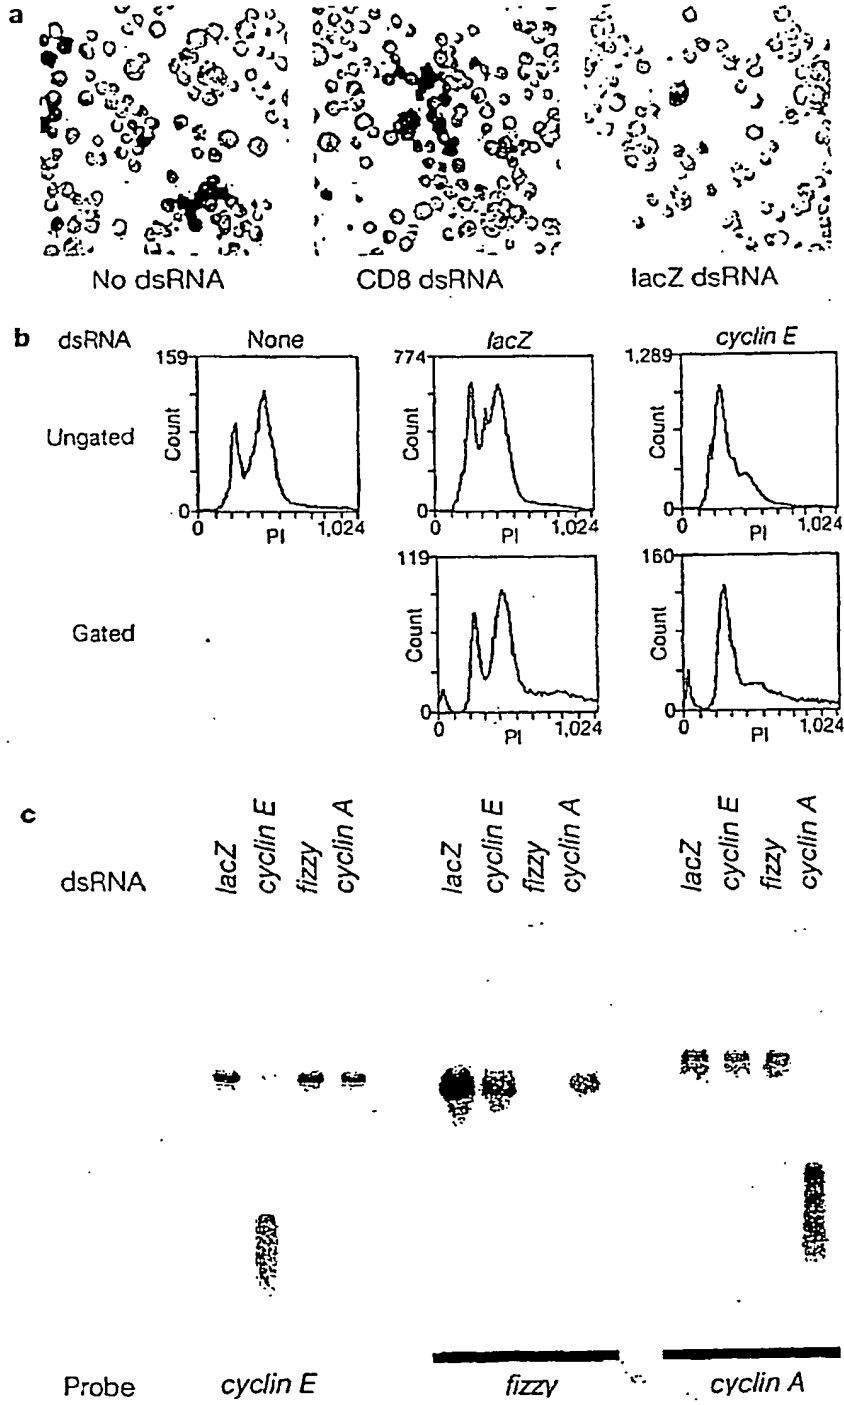 a
No dsRNA CD8 dsRNA lacZ dsRNA
b dsRNA None lacZ cyclin E
159 774 1,289
Ungated Count Count Count
0 0 0
0 1,024 0 1,024 0 1,024
PI PI PI
119 160
Gated Count Count
0 0
0 1,024 0 1,024
PI PI
c
dsRNA lacZ cyclin E fizzy cyclin A lacZ cyclin E fizzy cyclin A lacZ cyclin E fizzy cyclin A
Probe cyclin E fizzy cyclin A